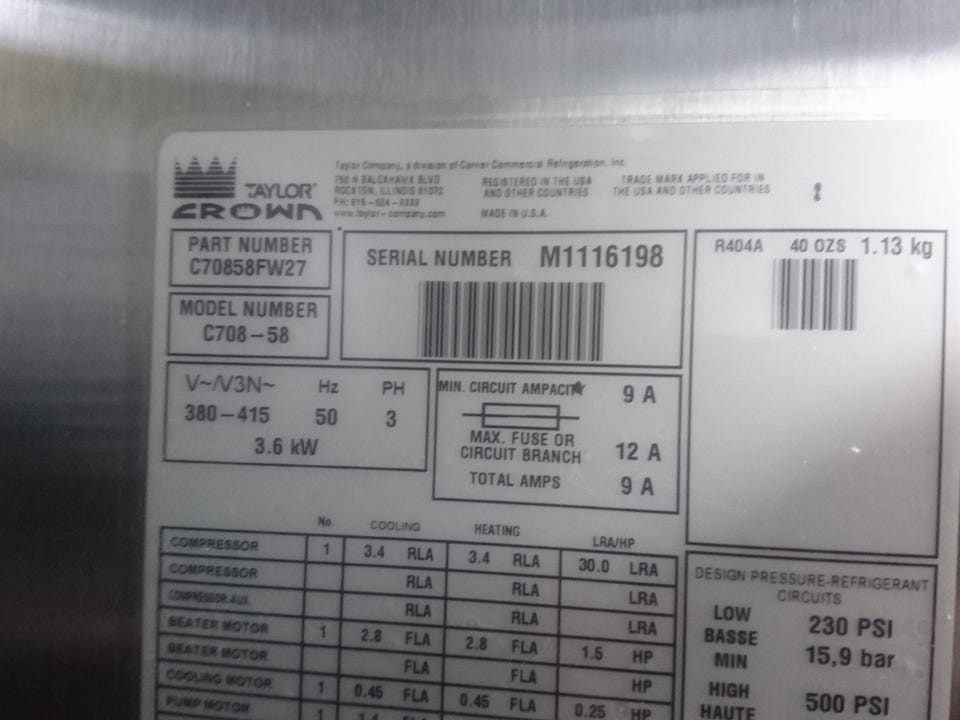 TAYLOR®
CROWN
Taylor Company, a division of Carrier Commercial Refrigeration, Inc.
750 N BALCKHAWK BLVD
ROCKTON, ILLINOIS 61072
PH: 815-624-8333
www.taylor-company.com
REGISTERED IN THE USA
AND OTHER COUNTRIES
MADE IN U.S.A.
TRADE MARK APPLIED FOR IN
THE USA AND OTHER COUNTRIES
PART NUMBER
C70858FW27
MODEL NUMBER
C708-58
SERIAL NUMBER M1116198
R404A 40 OZS 1.13 kg
V~/V3N~ Hz PH
380-415 50 3
3.6 kW
MIN. CIRCUIT AMPACITY 9 A
MAX. FUSE OR
CIRCUIT BRANCH 12 A
TOTAL AMPS 9 A
No. COOLING HEATING LRA/HP
COMPRESSOR 1 3.4 RLA 3.4 RLA 30.0 LRA
COMPRESSOR RLA RLA LRA
COMPRESSOR-AUX RLA RLA LRA
BEATER MOTOR 1 2.8 FLA 2.8 FLA 1.5 HP
BEATER MOTOR FLA FLA HP
COOLING MOTOR 1 0.45 FLA 0.45 FLA 0.25 HP
PUMP MOTOR 1
DESIGN PRESSURE-REFRIGERANT
CIRCUITS
LOW
BASSE
MIN
230 PSI
15,9 bar
HIGH
HAUTE
500 PSI